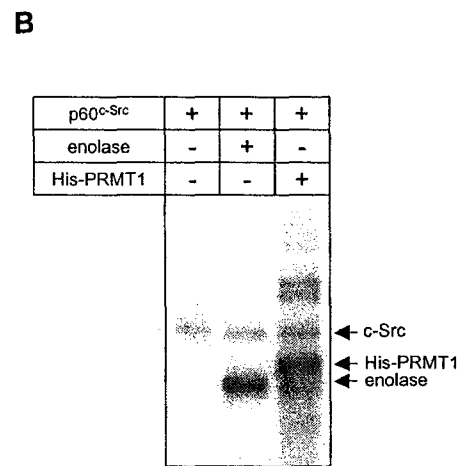 B
p60c-Src + + +
enolase - + -
His-PRMT1 - - +
c-Src
His-PRMT1
enolase